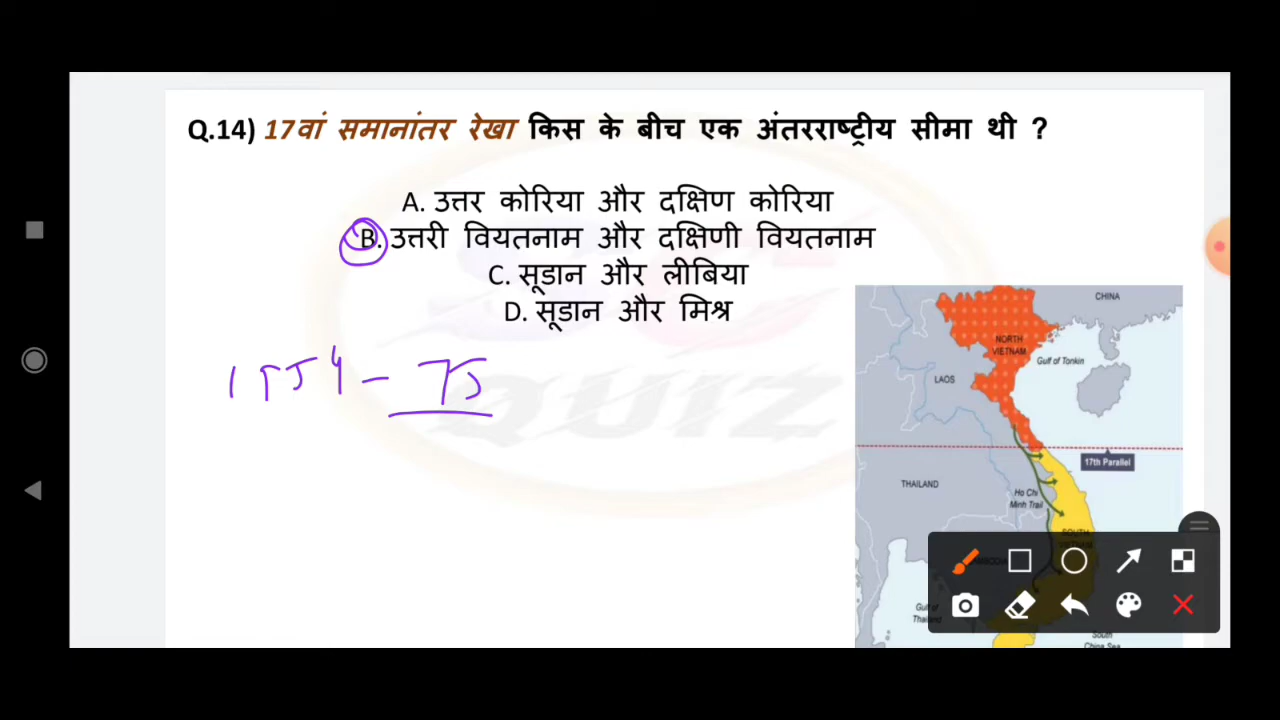 Q.14) 17वां समानांतर रेखा किस के बीच एक अंतरराष्ट्रीय सीमा थी ?
A. उत्तर कोरिया और दक्षिण कोरिया
B. उत्तरी वियतनाम और दक्षिणी वियतनाम
C. सूडान और लीबिया
D. सूडान और मिश्र
1954 - 75
QUIZ
CHINA
NORTH
VIETNAM
Gulf of Tonkin
LAOS
17th Parallel
THAILAND
Ho Chi
Minh Trail
SOUTH
Gulf of
Thailand
South
China Sea